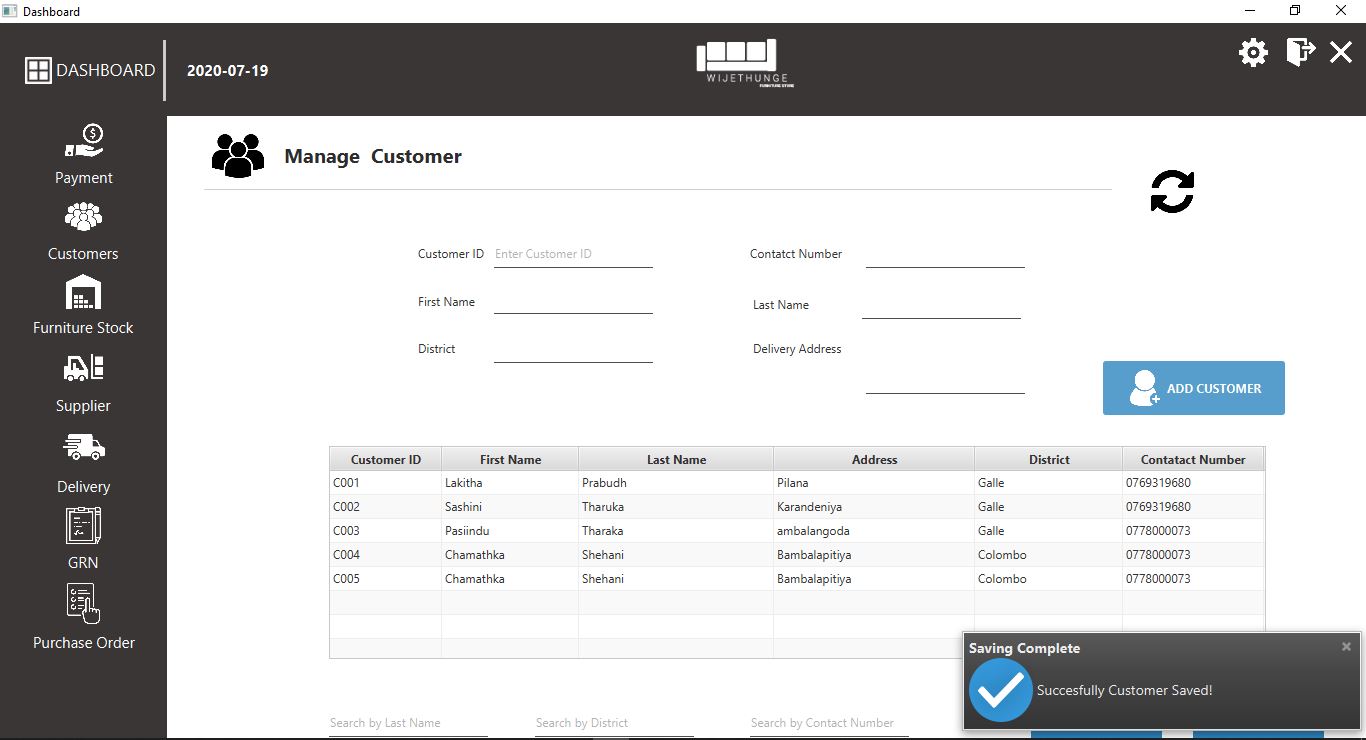 Dashboard
DASHBOARD
2020-07-19
WIJETHUNGE
FURNITURE STORE
Payment
Customers
Furniture Stock
Supplier
Delivery
GRN
Purchase Order
Manage Customer
Customer ID Enter Customer ID Contatct Number
First Name Last Name
District Delivery Address
ADD CUSTOMER
Customer ID First Name Last Name Address District Contatact Number
C001 Lakitha Prabudh Pilana Galle 0769319680
C002 Sashini Tharuka Karandeniya Galle 0769319680
C003 Pasiindu Tharaka ambalangoda Galle 0778000073
C004 Chamathka Shehani Bambalapitiya Colombo 0778000073
C005 Chamathka Shehani Bambalapitiya Colombo 0778000073
Saving Complete
Succesfully Customer Saved!
Search by Last Name Search by District Search by Contact Number